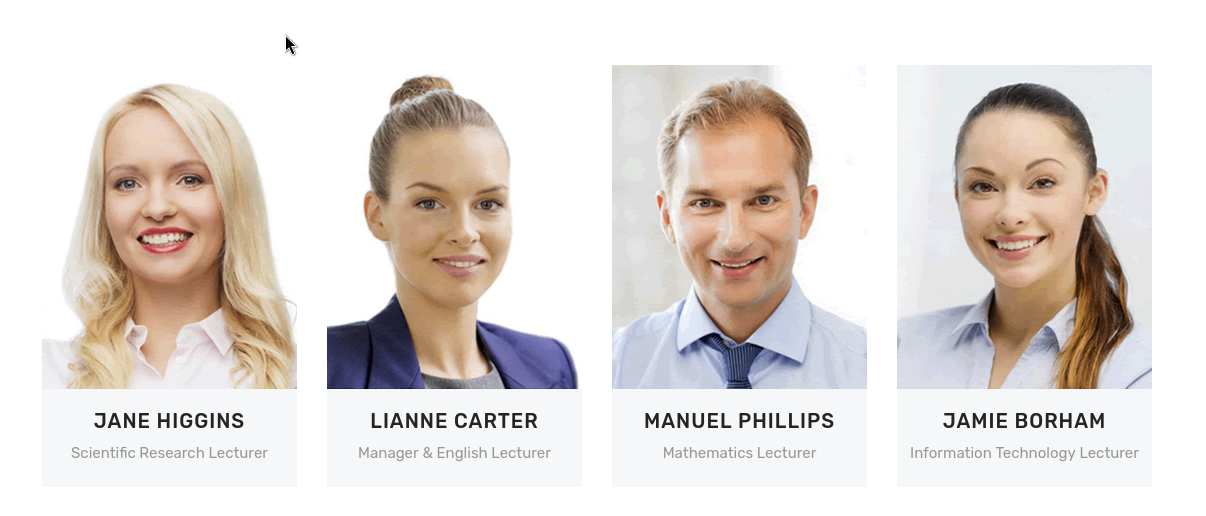 JANE HIGGINS
Scientific Research Lecturer
LIANNE CARTER
Manager & English Lecturer
MANUEL PHILLIPS
Mathematics Lecturer
JAMIE BORHAM
Information Technology Lecturer